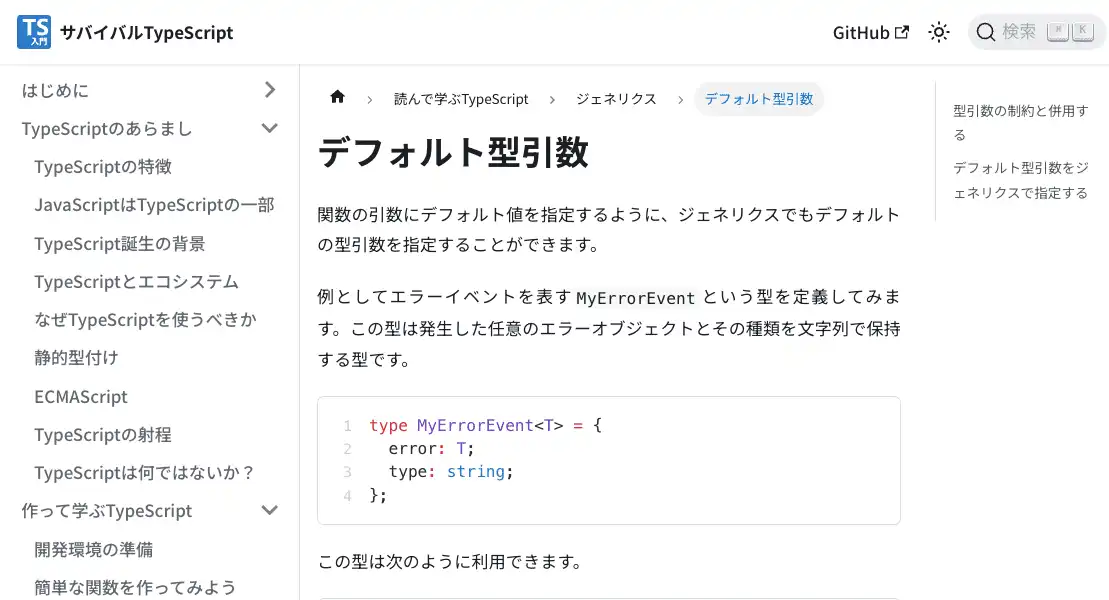 TS
入門
サバイバルTypeScript
GitHub
検索
⌘ K
はじめに
TypeScriptのあらまし
TypeScriptの特徴
JavaScriptはTypeScriptの一部
TypeScript誕生の背景
TypeScriptとエコシステム
なぜTypeScriptを使うべきか
静的型付け
ECMAScript
TypeScriptの射程
TypeScriptは何ではないか？
作って学ぶTypeScript
開発環境の準備
簡単な関数を作ってみよう
読んで学ぶTypeScript
ジェネリクス
デフォルト型引数
デフォルト型引数
関数の引数にデフォルト値を指定するように、ジェネリクスでもデフォルト
の型引数を指定することができます。
例としてエラーイベントを表すMyErrorEventという型を定義してみま
す。この型は発生した任意のエラーオブジェクトとその種類を文字列で保持
する型です。
1 type MyErrorEvent<T> = {
2   error: T;
3   type: string;
4 };
この型は次のように利用できます。
型引数の制約と併用す
る
デフォルト型引数をジ
ェネリクスで指定する